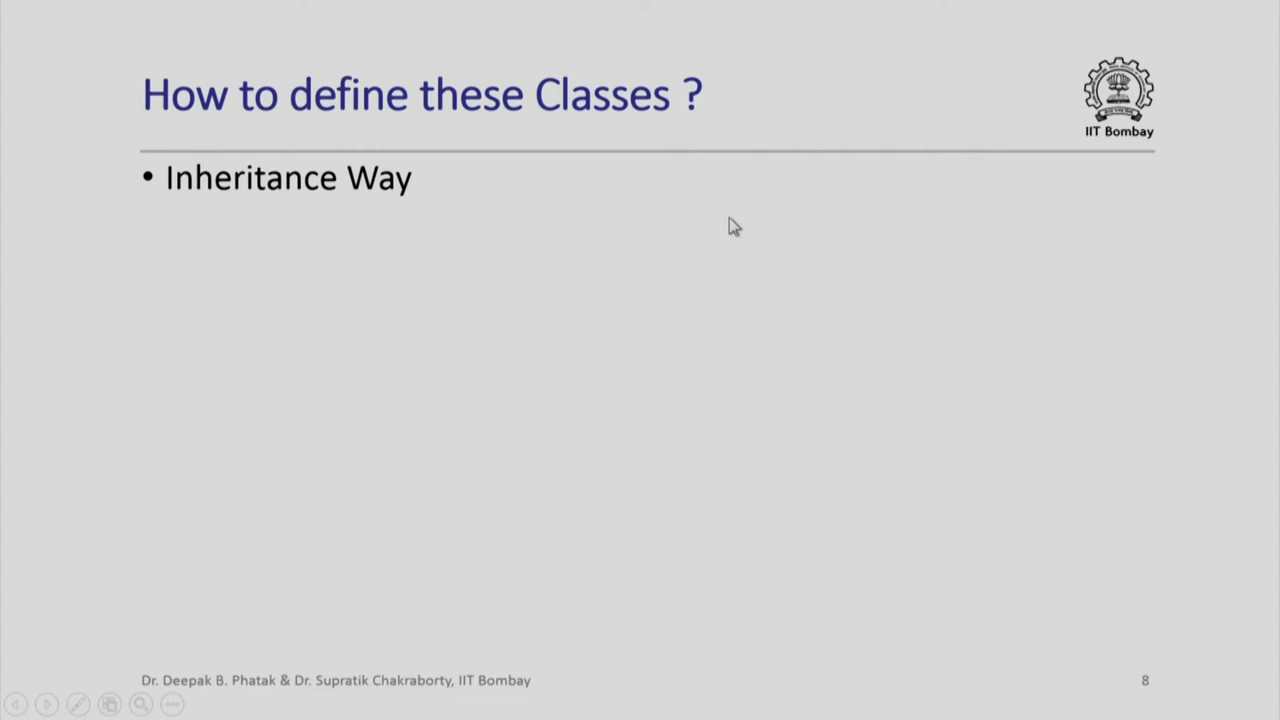 How to define these Classes ?
IIT Bombay
• Inheritance Way
Dr. Deepak B. Phatak & Dr. Supratik Chakraborty, IIT Bombay
8